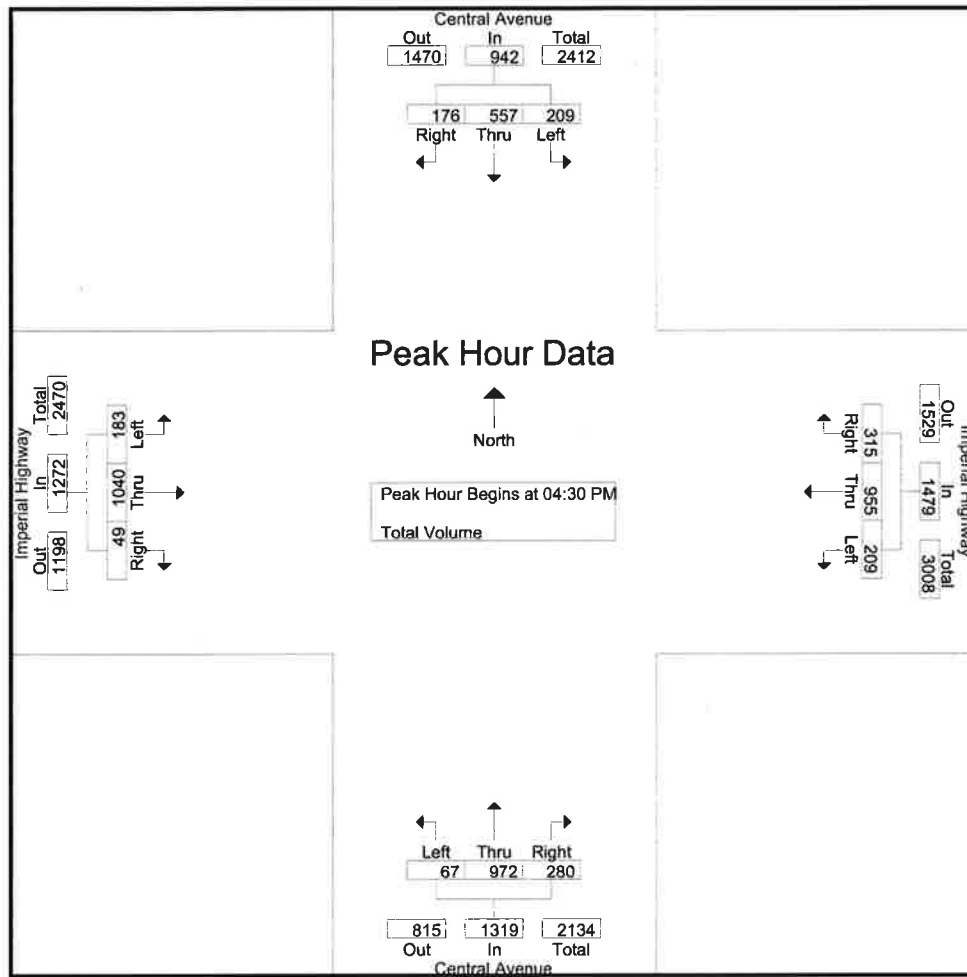 Central Avenue
Out In Total
1470 942 2412
176 557 209
Right Thru Left
Peak Hour Data
North
Peak Hour Begins at 04:30 PM
Total Volume
Imperial Highway
Out In Total
1198 1272 2470
49 1040 183
Right Thru Left
Imperial Highway
Out In Total
1529 1479 3008
315 955 209
Right Thru Left
Left Thru Right
67 972 280
815 1319 2134
Out In Total
Central Avenue